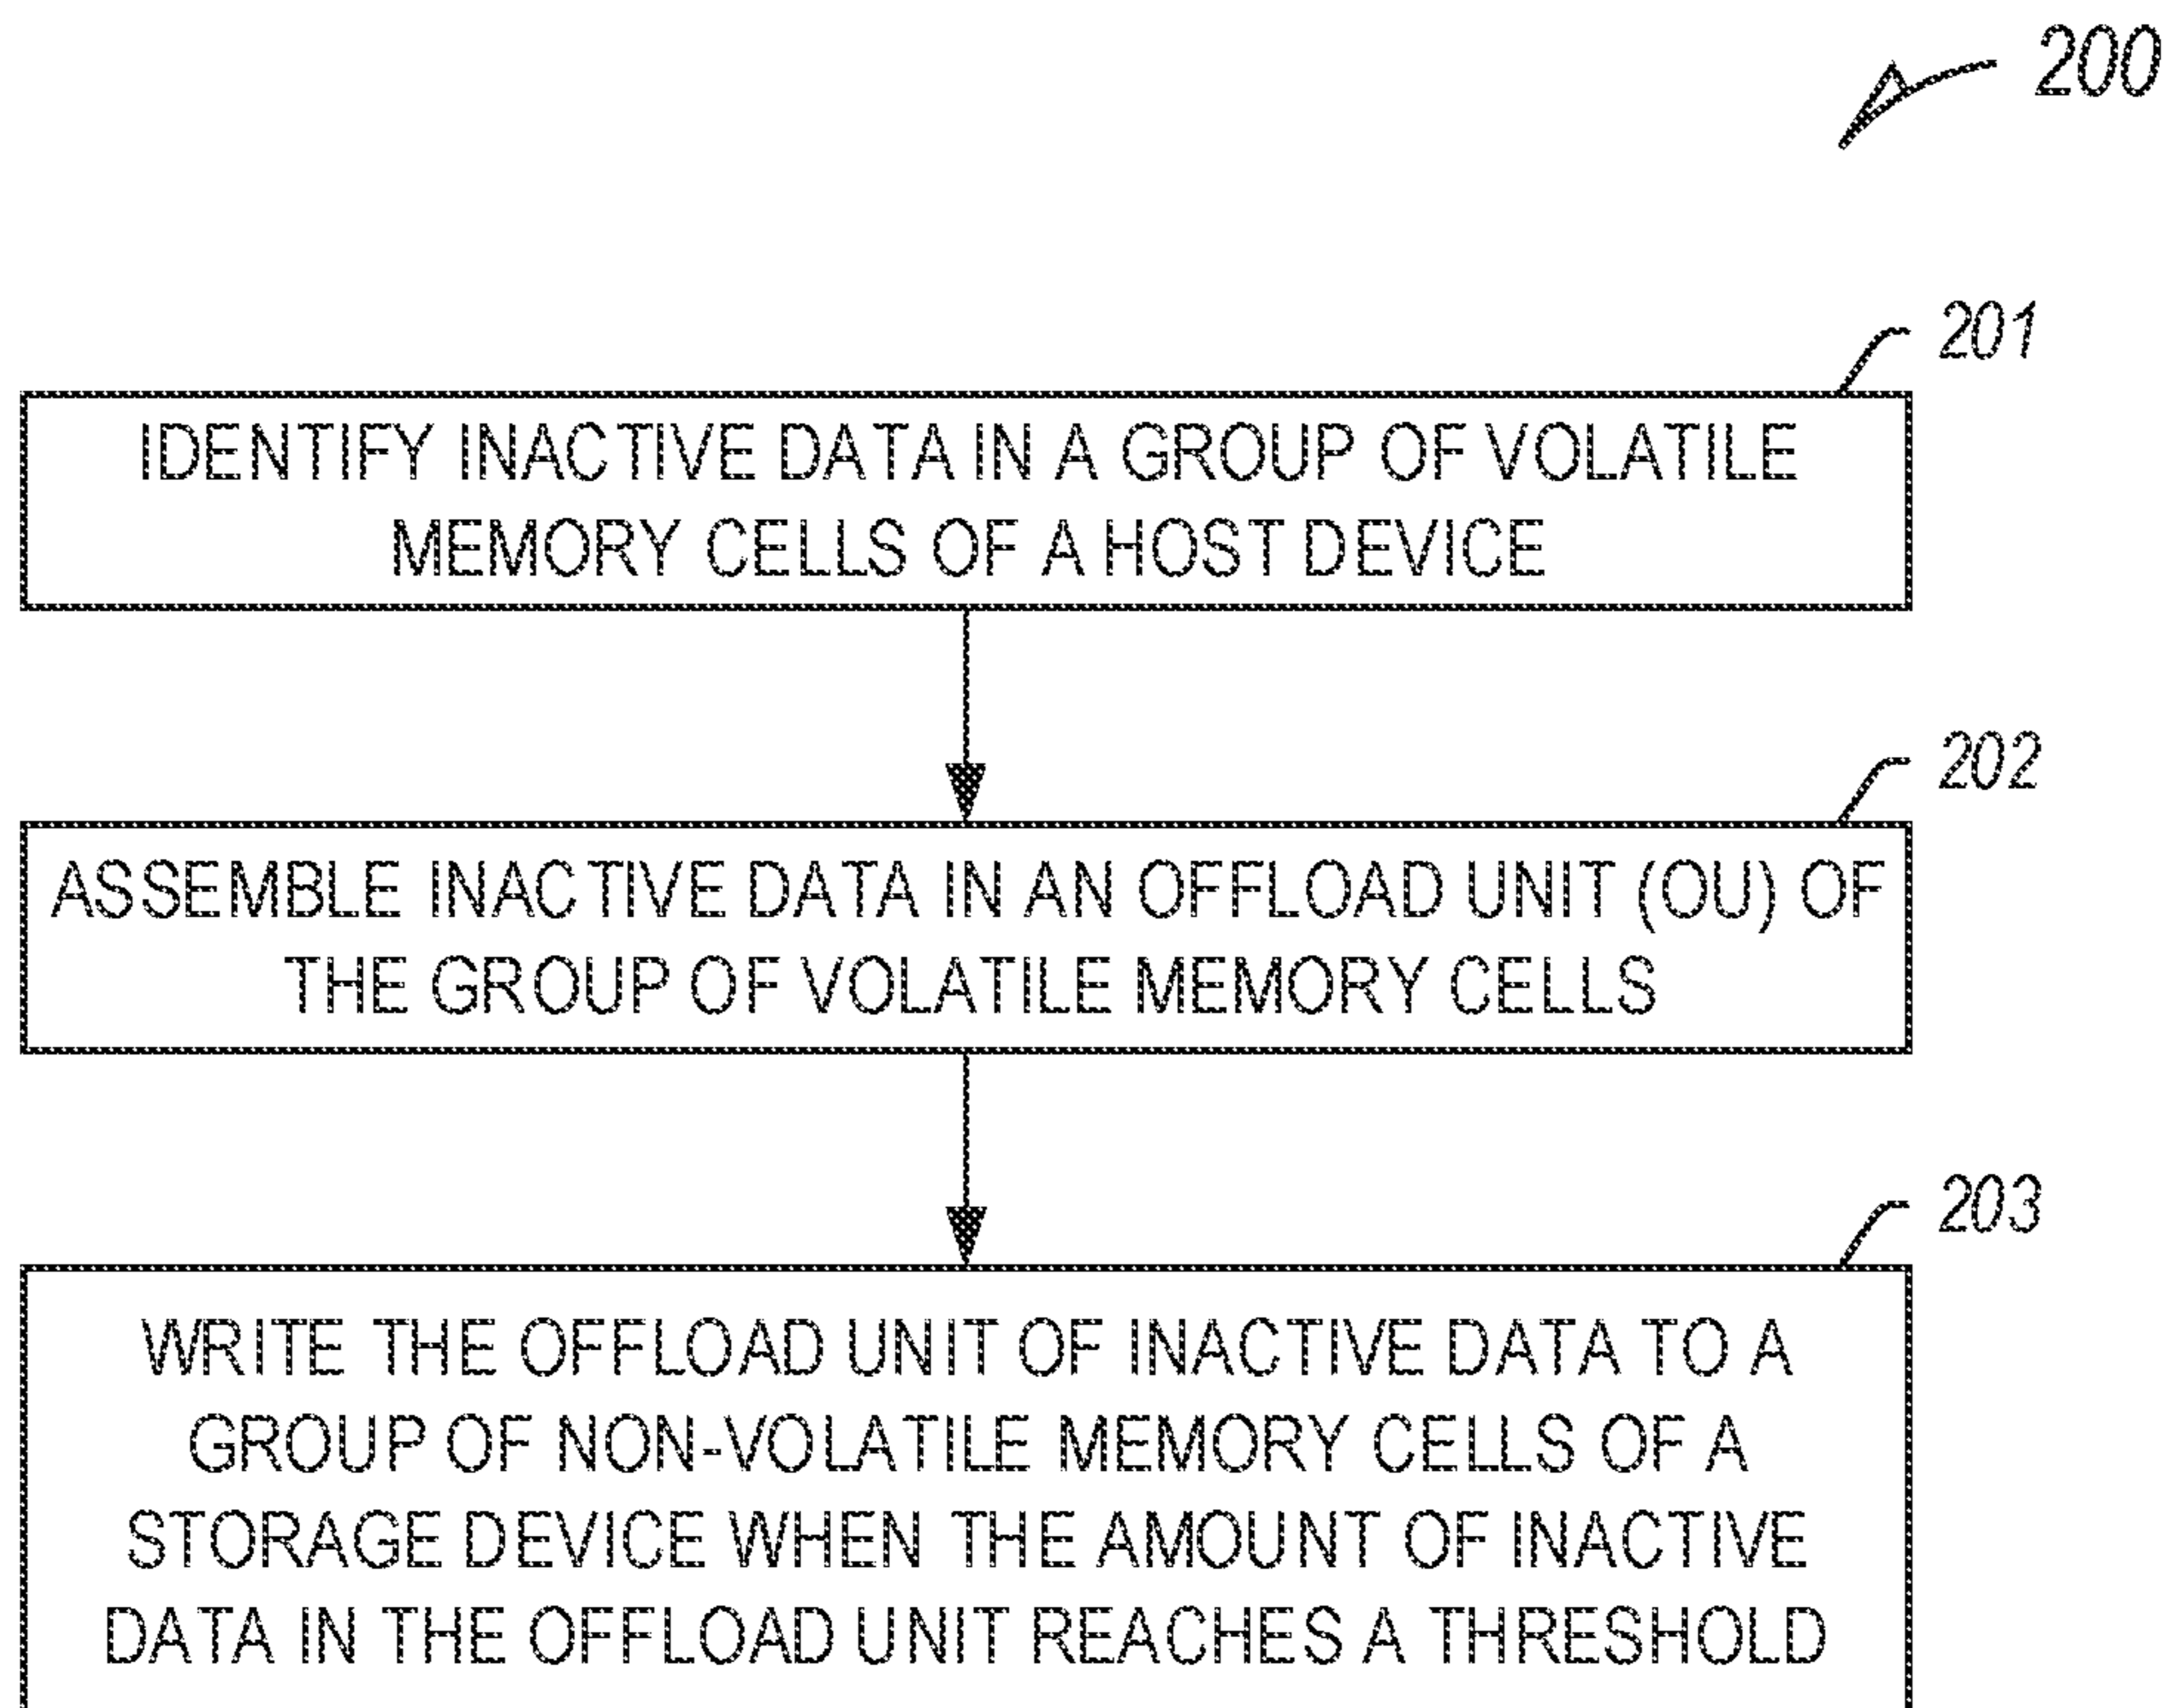 200
201
IDENTIFY INACTIVE DATA IN A GROUP OF VOLATILE
MEMORY CELLS OF A HOST DEVICE
202
ASSEMBLE INACTIVE DATA IN AN OFFLOAD UNIT (OU) OF
THE GROUP OF VOLATILE MEMORY CELLS
203
WRITE THE OFFLOAD UNIT OF INACTIVE DATA TO A
GROUP OF NON-VOLATILE MEMORY CELLS OF A
STORAGE DEVICE WHEN THE AMOUNT OF INACTIVE
DATA IN THE OFFLOAD UNIT REACHES A THRESHOLD